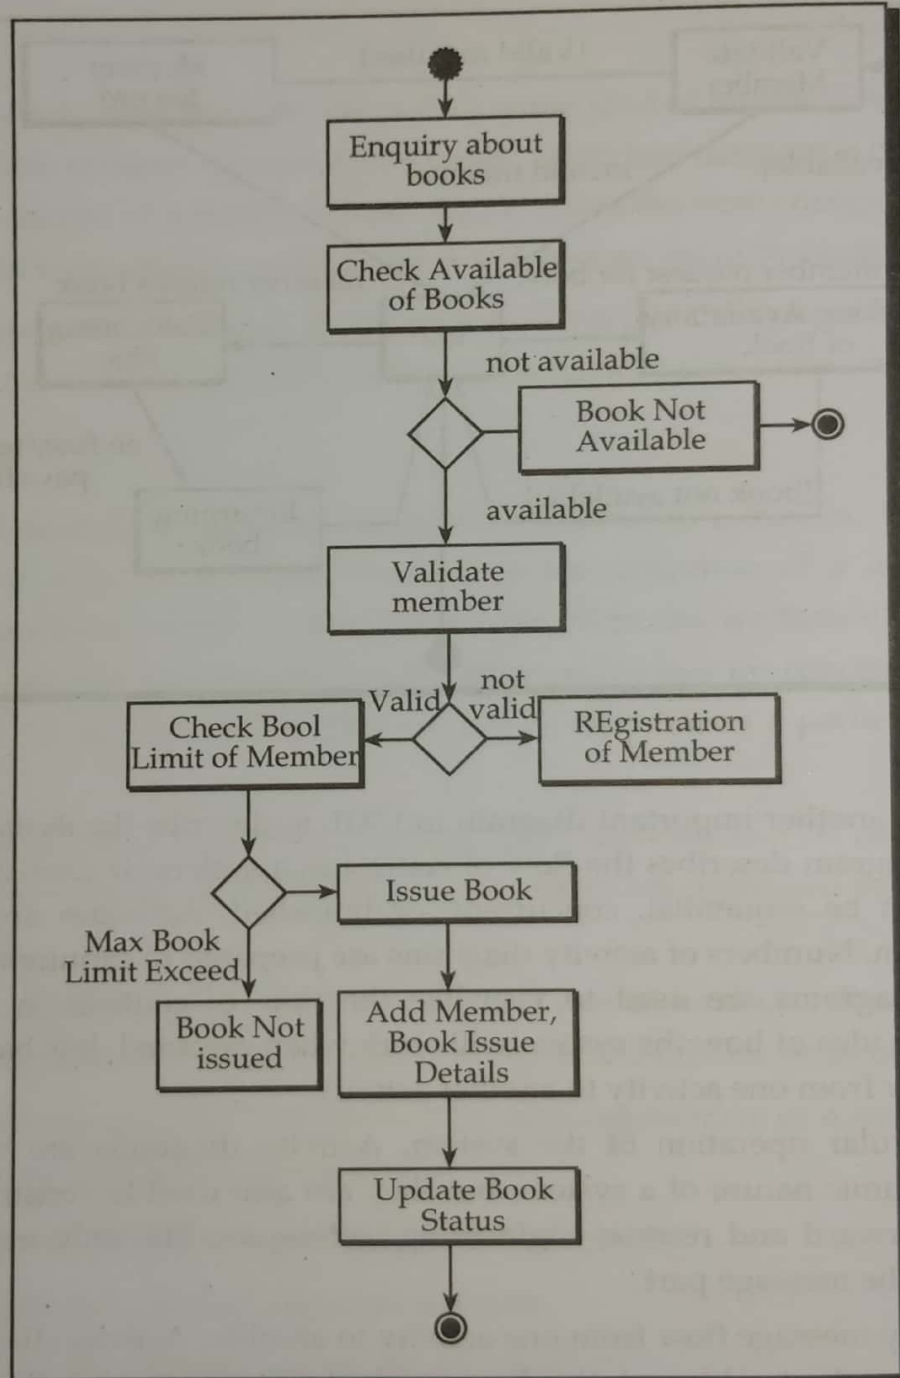 Enquiry about
books
Check Available
of Books
not available
Book Not
Available
available
Validate
member
Valid
not
valid
Check Bool
Limit of Member
REgistration
of Member
Issue Book
Max Book
Limit Exceed
Book Not
issued
Add Member,
Book Issue
Details
Update Book
Status